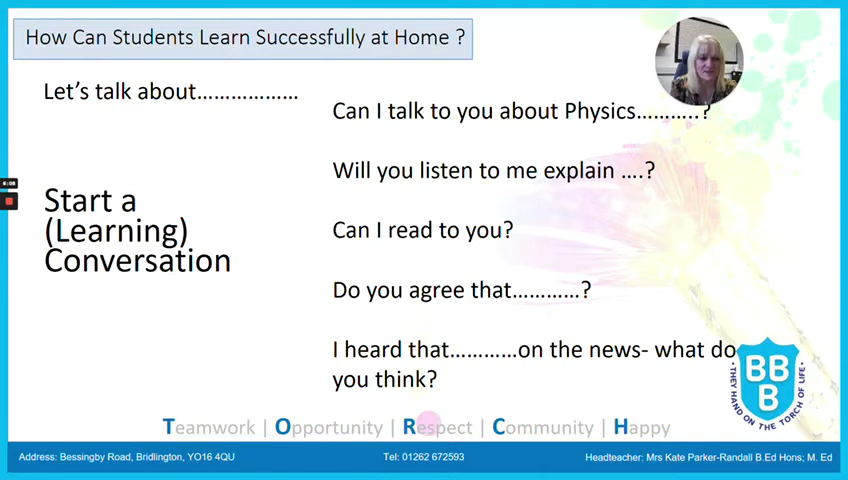 How Can Students Learn Successfully at Home ?
Let's talk about………………
Can I talk to you about Physics………..?
Will you listen to me explain ….?
Start a
(Learning)
Conversation
Can I read to you?
Do you agree that…………?
I heard that…………on the news- what do
you think?
6:08
BB
B
THEY HAND ON THE TORCH OF LIFE
Teamwork | Opportunity | Respect | Community | Happy
Address: Bessingby Road, Bridlington, YO16 4QU
Tel: 01262 672593
Headteacher: Mrs Kate Parker-Randall B.Ed Hons; M. Ed